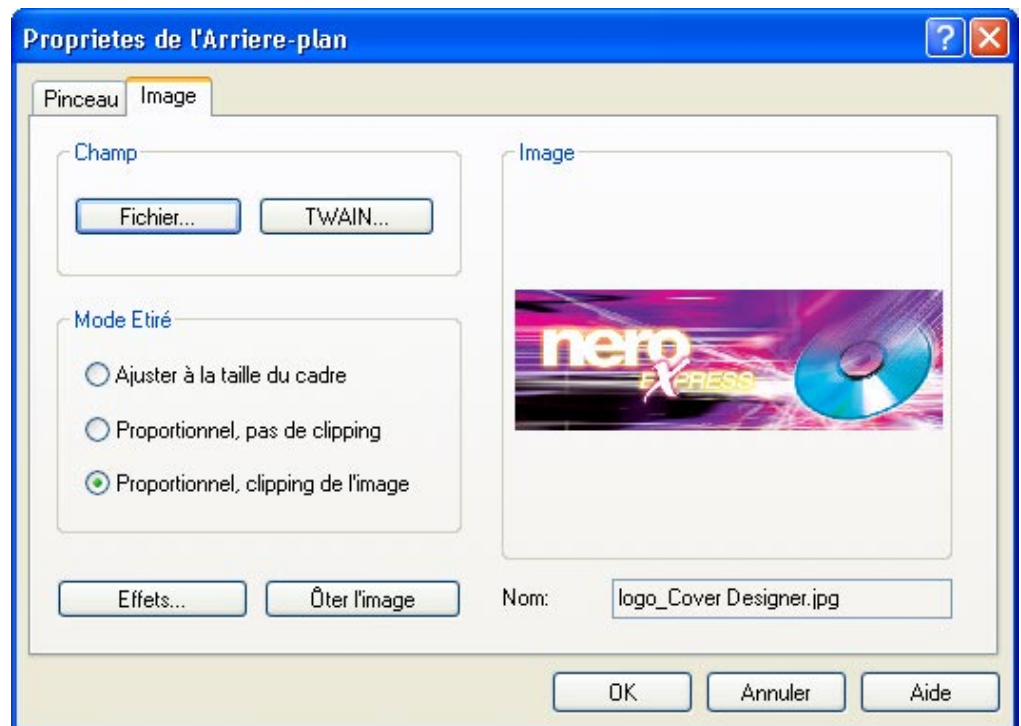 Proprietes de l'Arriere-plan
Pinceau
Image
Champ
Fichier...
TWAIN...
Mode Etiré
Ajuster à la taille du cadre
Proportionnel, pas de clipping
Proportionnel, clipping de l'image
Effets...
Ôter l'image
Image
nero
EXPRESS
Nom:
logo_Cover Designer.jpg
OK
Annuler
Aide